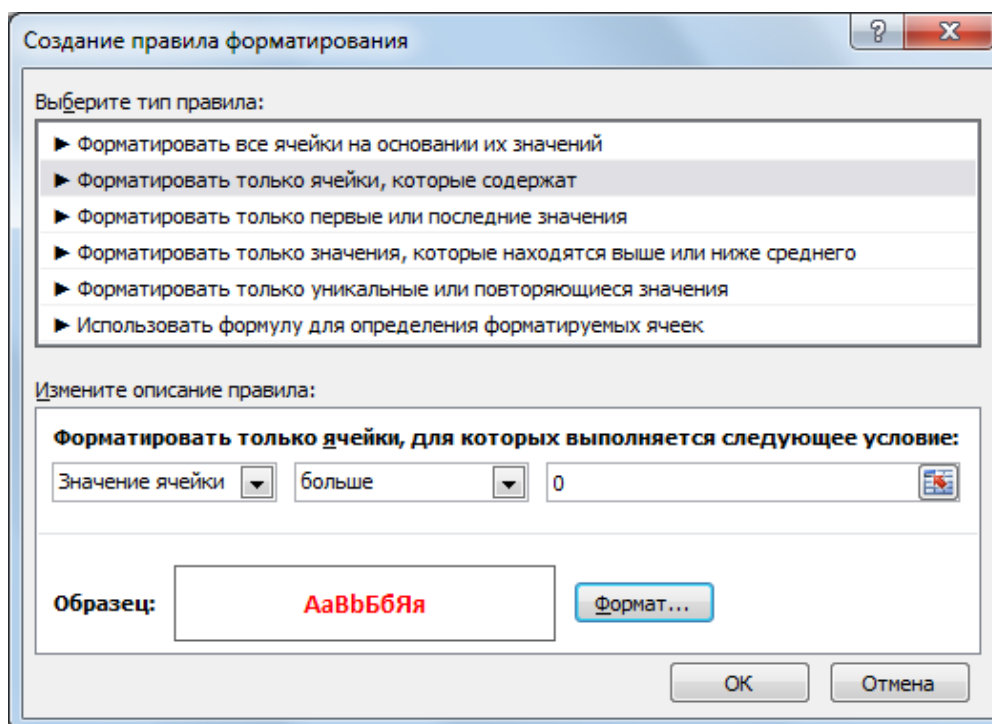 Создание правила форматирования
Выберите тип правила:
► Форматировать все ячейки на основании их значений
► Форматировать только ячейки, которые содержат
► Форматировать только первые или последние значения
► Форматировать только значения, которые находятся выше или ниже среднего
► Форматировать только уникальные или повторяющиеся значения
► Использовать формулу для определения форматируемых ячеек
Измените описание правила:
Форматировать только ячейки, для которых выполняется следующее условие:
Значение ячейки больше 0
Образец: АаВbБбЯя Формат...
ОК Отмена